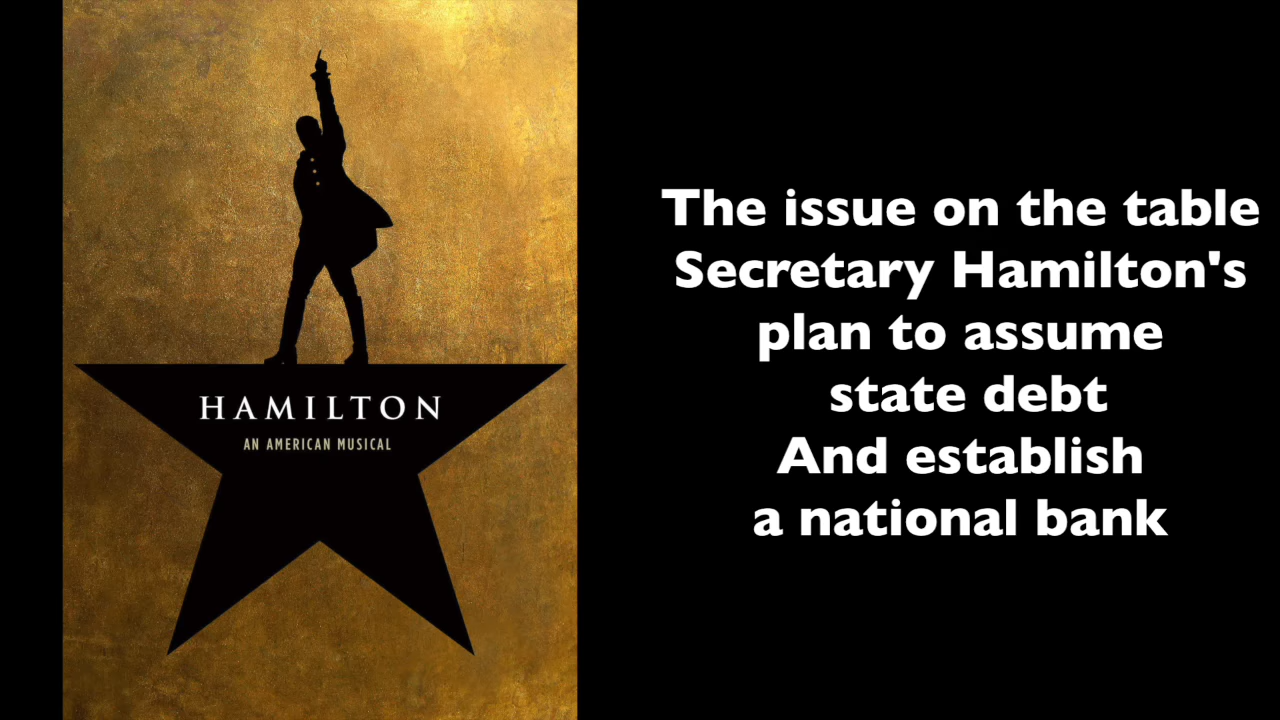 HAMILTON
AN AMERICAN MUSICAL
The issue on the table
Secretary Hamilton's
plan to assume
state debt
And establish
a national bank